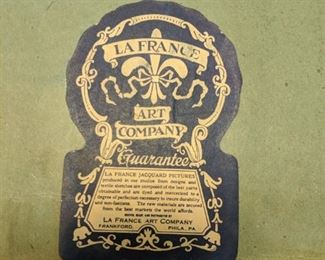 LA FRANCE
ART
COMPANY
Guarantee
LA FRANCE JACQUARD PICTURES
produced in our studios from designs and
textile sketches are composed of the best yarns
obtainable and are dyed and mercerized to a
degree of perfection necessary to ensure durability
and sun-fastness. The raw materials are secured
from the best markets the world affords.
LA FRANCE ART COMPANY
FRANKFORD, PHILA, PA.